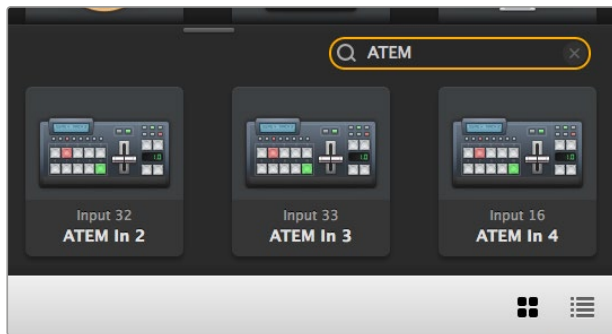 ATEM
Input 32
ATEM In 2
Input 33
ATEM In 3
Input 16
ATEM In 4